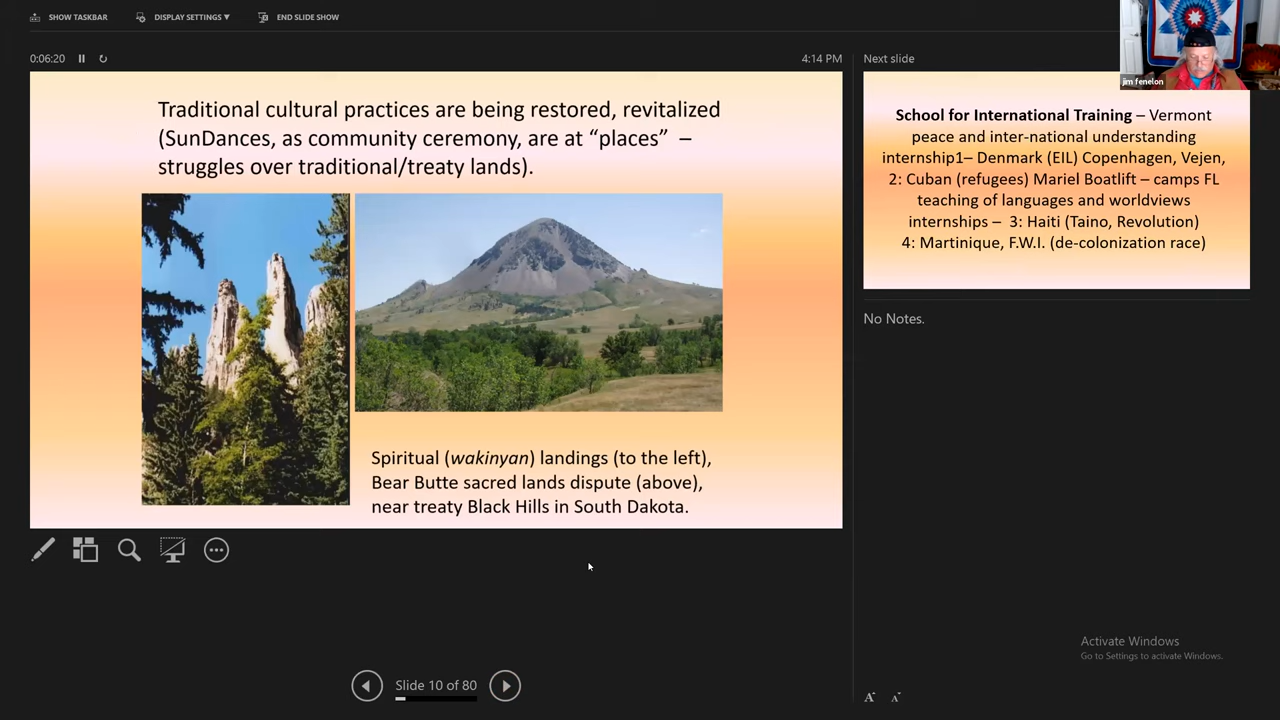 SHOW TASKBAR
DISPLAY SETTINGS ▼
END SLIDE SHOW
0:06:20
4:14 PM
Traditional cultural practices are being restored, revitalized
(SunDances, as community ceremony, are at “places” –
struggles over traditional/treaty lands).
Spiritual (wakinyan) landings (to the left),
Bear Butte sacred lands dispute (above),
near treaty Black Hills in South Dakota.
Slide 10 of 80
Next slide
jim fenelon
School for International Training – Vermont
peace and inter-national understanding
internship1– Denmark (EIL) Copenhagen, Vejen,
2: Cuban (refugees) Mariel Boatlift – camps FL
teaching of languages and worldviews
internships – 3: Haiti (Taino, Revolution)
4: Martinique, F.W.I. (de-colonization race)
No Notes.
Activate Windows
Go to Settings to activate Windows.
A A